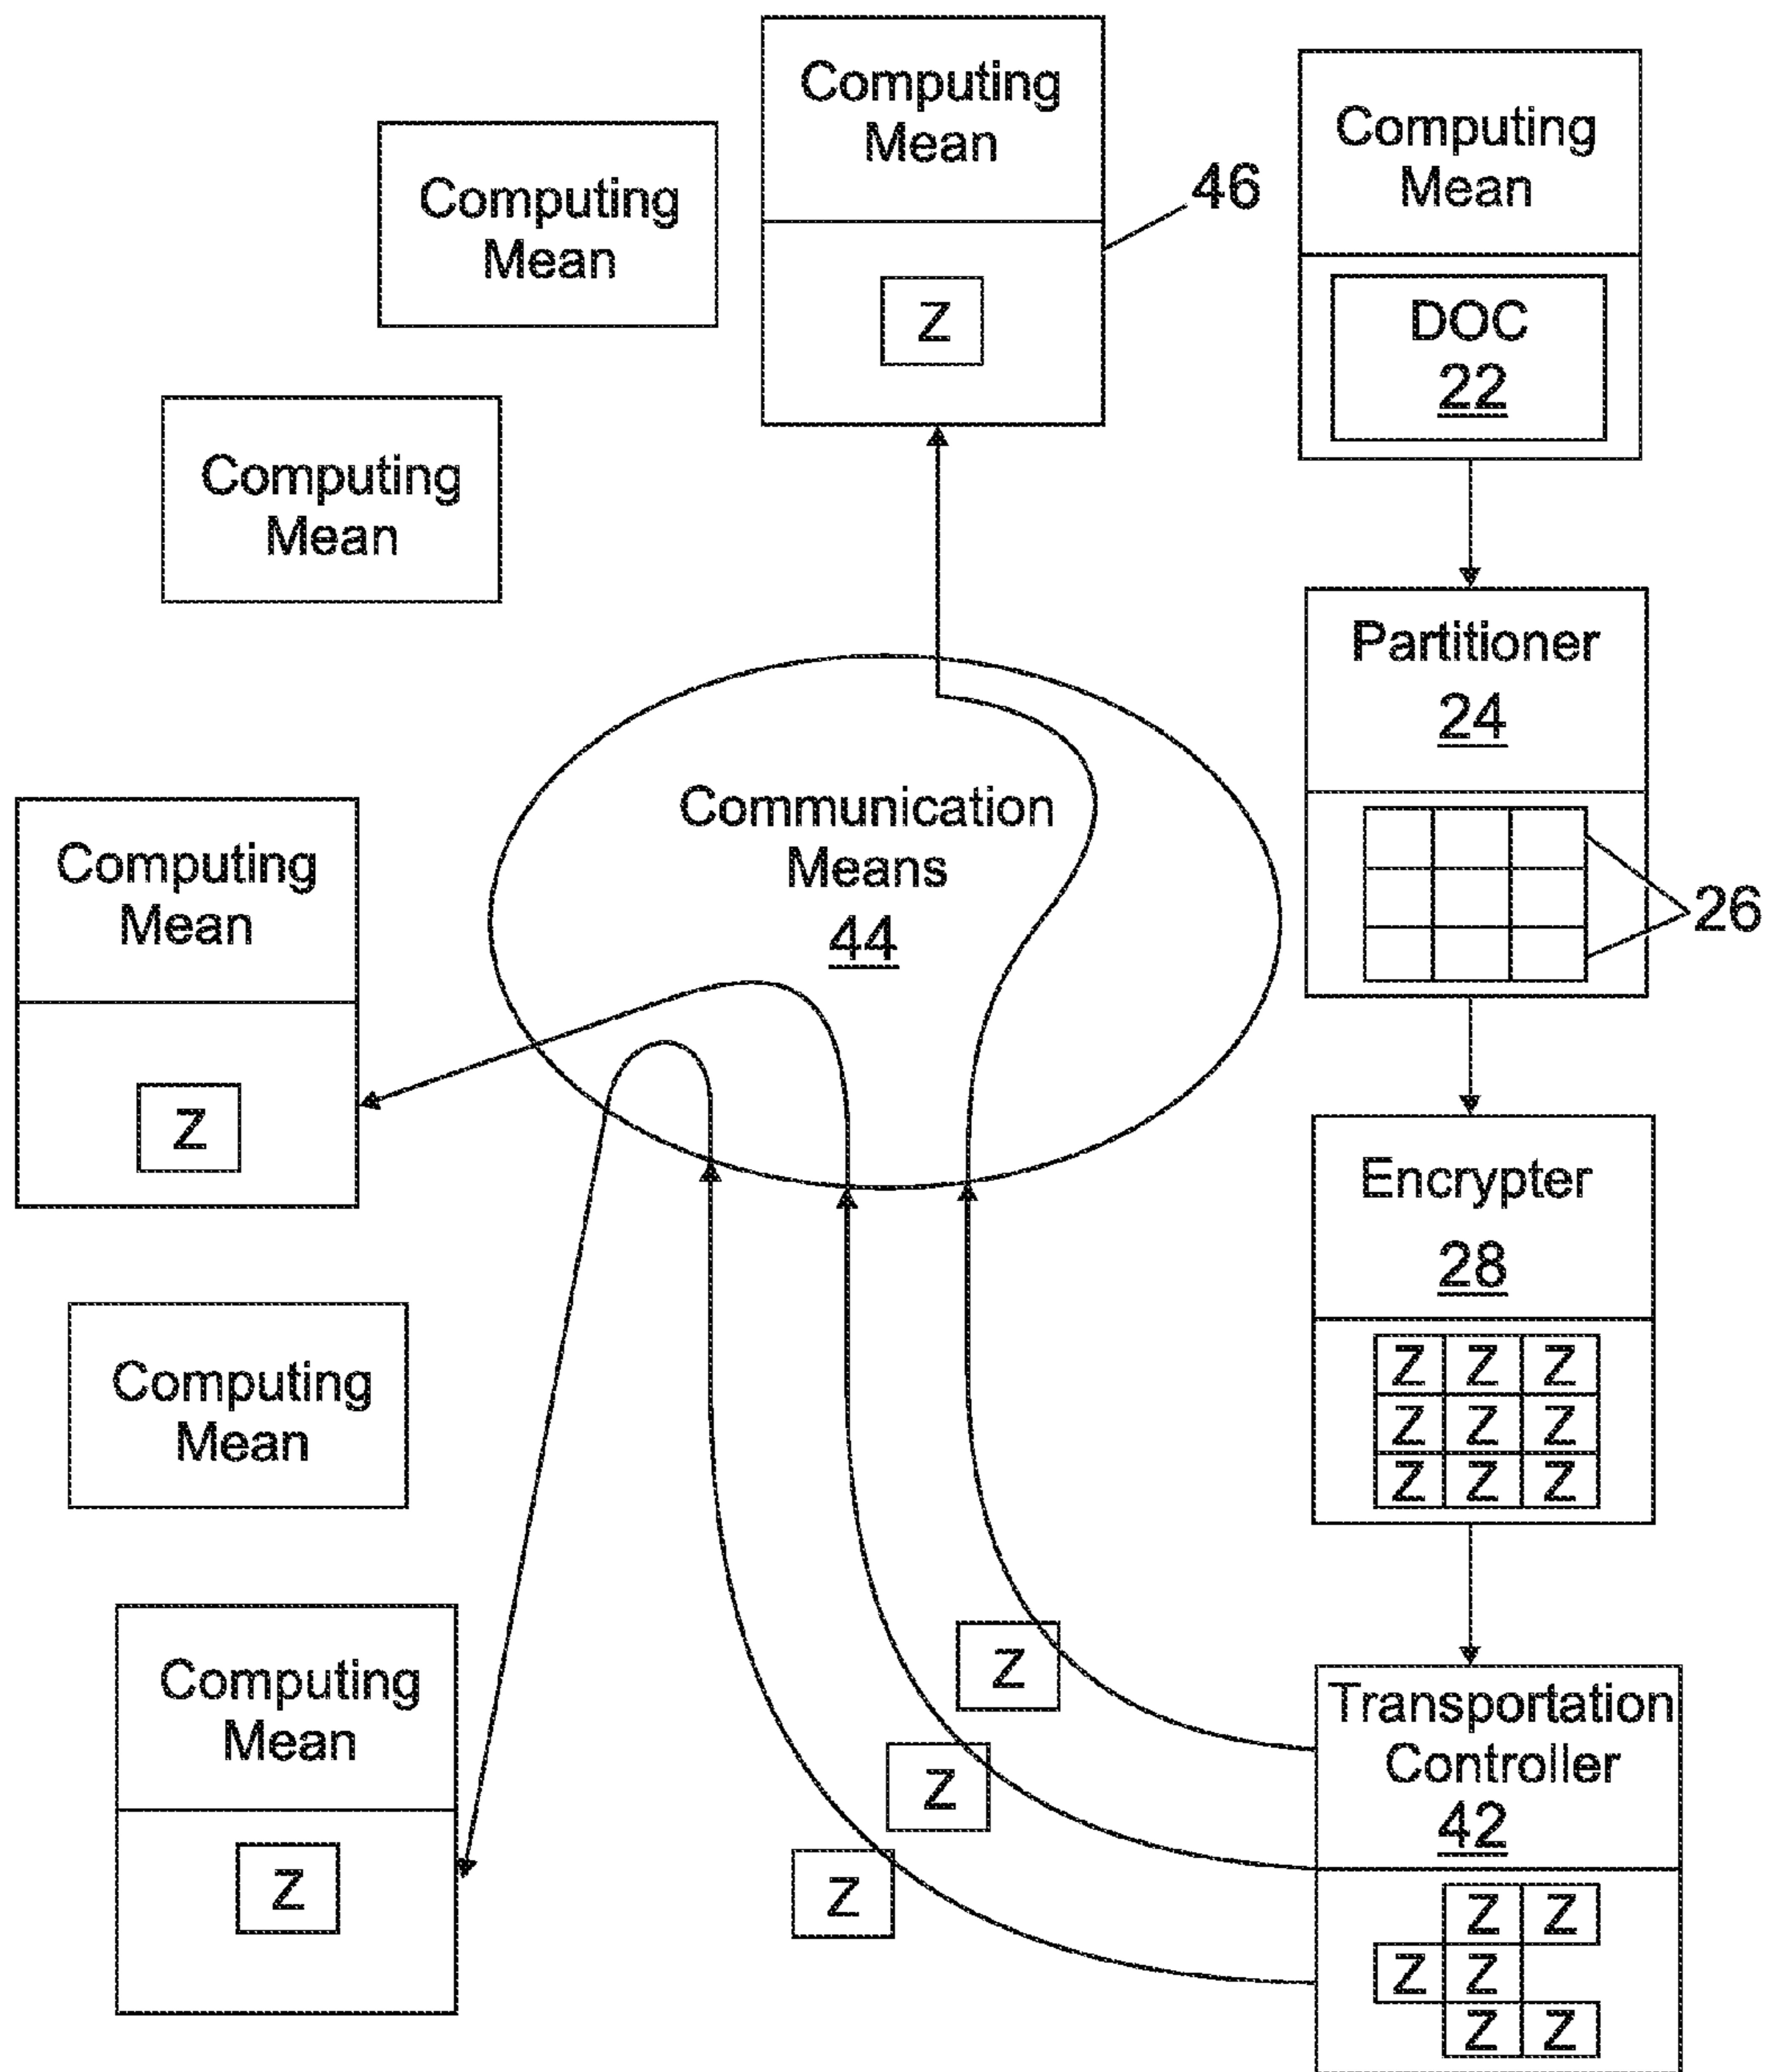 Computing
Mean
Z
46
Computing
Mean
DOC
22
Computing
Mean
Computing
Mean
Partitioner
24
26
Communication
Means
44
Computing
Mean
Z
Encrypter
28
Z Z Z
Z Z Z
Z Z Z
Computing
Mean
Computing
Mean
Z
Z
Z
Z
Transportation
Controller
42
Z Z
Z Z
Z Z